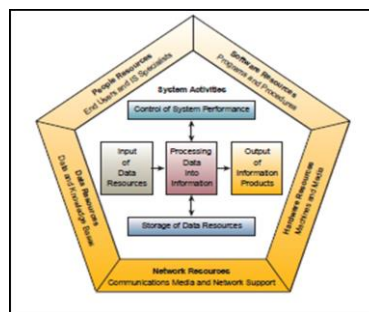 People Resources
End Users and IS Specialists
Software Resources
Programs and Procedures
System Activities
Control of System Performance
Input
of
Data
Resources
Processing
Data
into
Information
Output
of
Information
Products
Storage of Data Resources
Data Resources
Data and Knowledge Bases
Hardware Resources
Machines and Media
Network Resources
Communications Media and Network Support